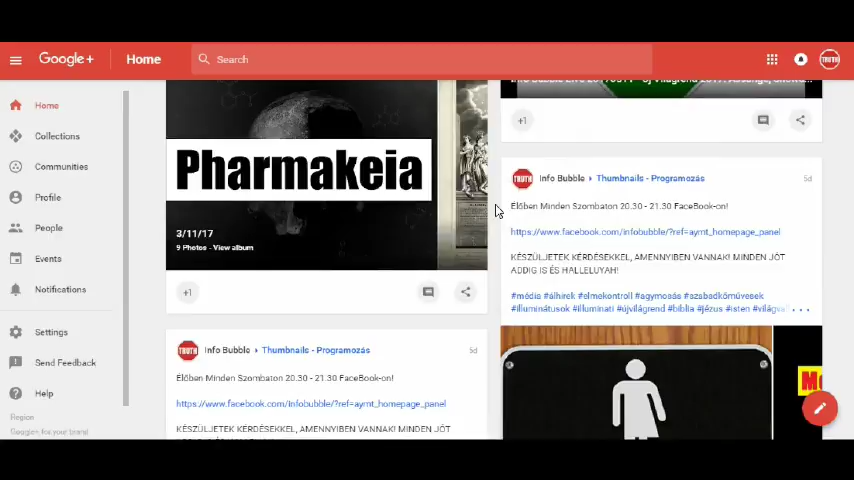 Google+
Home
Search
TRUTH
Home
Collections
Communities
Profile
People
Events
Notifications
Settings
Send Feedback
Help
Region
Pharmakeia
3/11/17
9 Photos - View album
+1
TRUTH
Info Bubble
Thumbnails - Programozás
5d
Élőben Minden Szombaton 20.30 - 21.30 FaceBook-on!
https://www.facebook.com/infobubble/?ref=aymt_homepage_panel
KÉSZÜLJETEK KÉRDÉSEKKEL, AMENNYIBEN VANNAK! MINDEN JÓT
+1
TRUTH
Info Bubble
Thumbnails - Programozás
5d
Élőben Minden Szombaton 20.30 - 21.30 FaceBook-on!
https://www.facebook.com/infobubble/?ref=aymt_homepage_panel
KÉSZÜLJETEK KÉRDÉSEKKEL, AMENNYIBEN VANNAK! MINDEN JÓT
ADDIG IS ÉS HALLELUYAH!
#média #álhírek #elmekontroll #agymosás #szabadkőművesek
#illuminátusok #illuminati #újvilágrend #biblia #jézus #isten